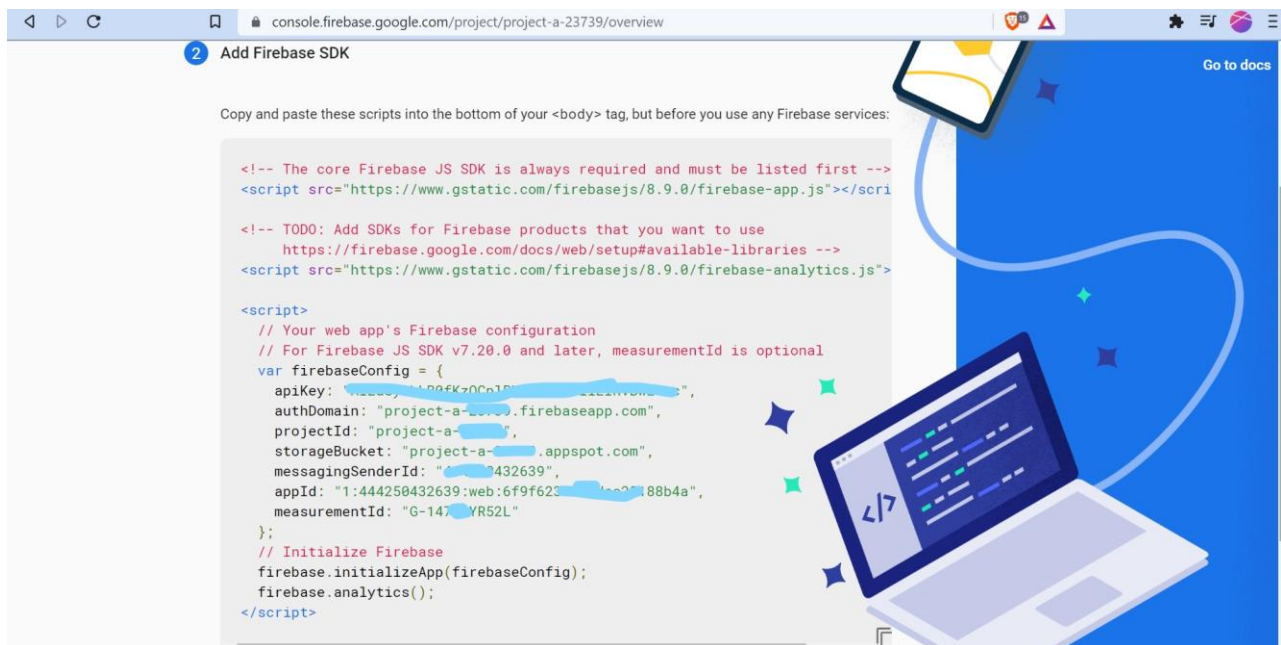 console.firebase.google.com/project/project-a-23739/overview
15
2 Add Firebase SDK
Go to docs
Copy and paste these scripts into the bottom of your <body> tag, but before you use any Firebase services:
<!-- The core Firebase JS SDK is always required and must be listed first -->
<script src="https://www.gstatic.com/firebasejs/8.9.0/firebase-app.js"></scri
<!-- TODO: Add SDKs for Firebase products that you want to use
https://firebase.google.com/docs/web/setup#available-libraries -->
<script src="https://www.gstatic.com/firebasejs/8.9.0/firebase-analytics.js">
<script>
// Your web app's Firebase configuration
// For Firebase JS SDK v7.20.0 and later, measurementId is optional
var firebaseConfig = {
apiKey:
authDomain: "project-a-.firebaseapp.com",
projectId: "project-a-",
storageBucket: "project-a-.appspot.com",
messagingSenderId: "432639",
appId: "1:444250432639:web:6f9f623 88b4a",
measurementId: "G-147 YR52L"
};
// Initialize Firebase
firebase.initializeApp(firebaseConfig);
firebase.analytics();
</script>
</>